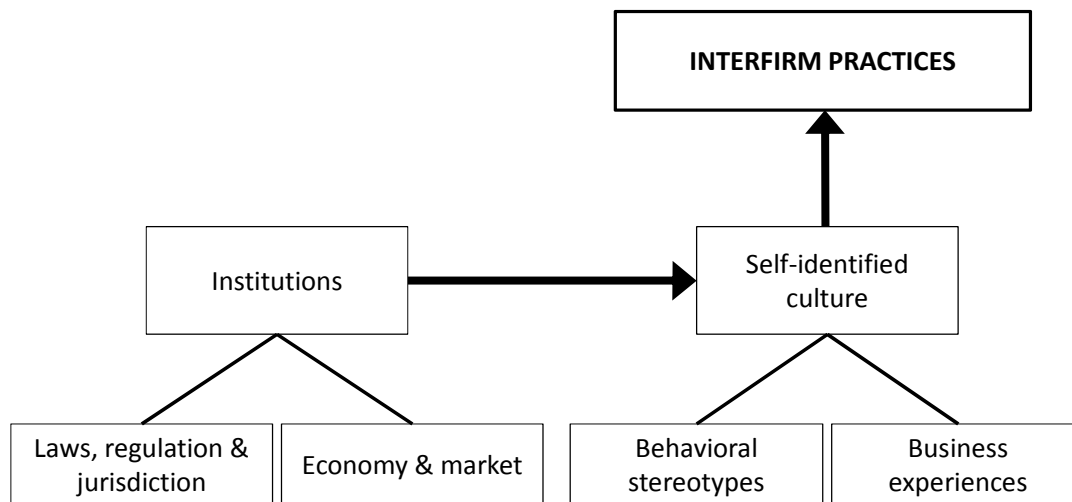 INTERFIRM PRACTICES
Institutions
Self-identified
culture
Laws, regulation &
jurisdiction
Economy & market
Behavioral
stereotypes
Business
experiences